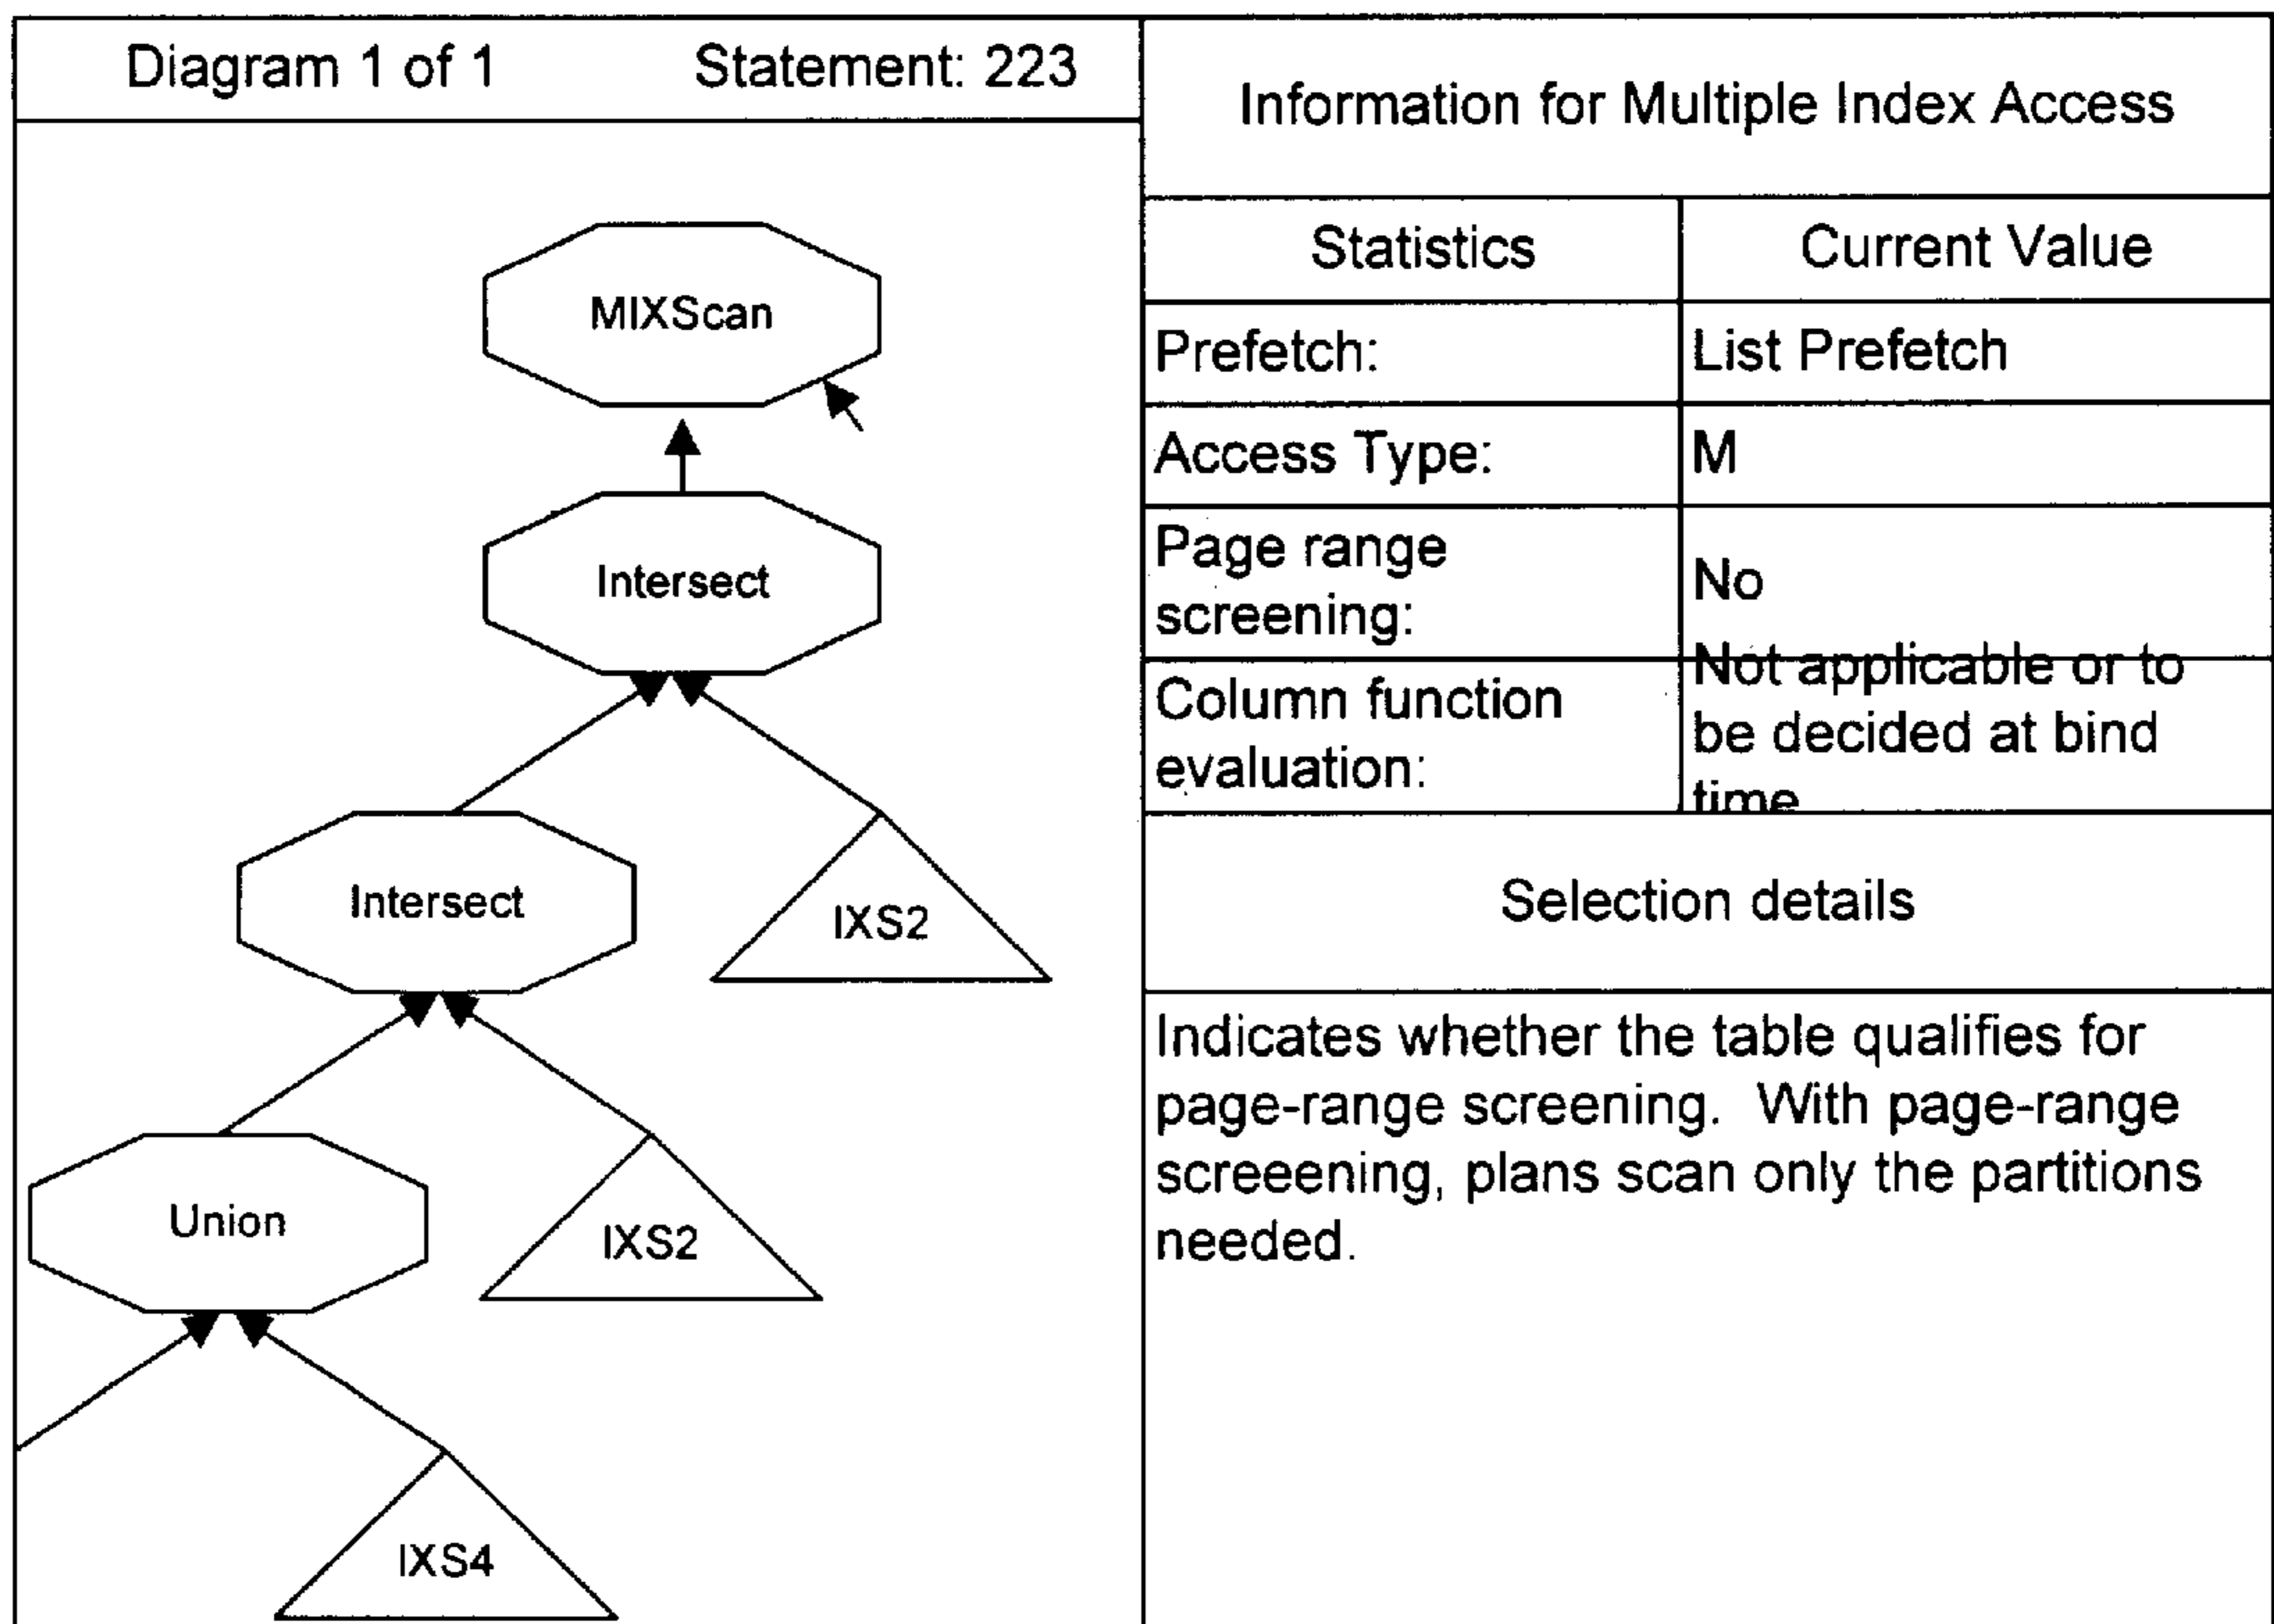 Diagram 1 of 1 Statement: 223
MIXScan
Intersect
Intersect
IXS2
Union
IXS2
IXS4
Information for Multiple Index Access
Statistics Current Value
Prefetch: List Prefetch
Access Type: M
Page range
screening:
No
Column function
evaluation:
Not applicable or to
be decided at bind
time
Selection details
Indicates whether the table qualifies for
page-range screening. With page-range
screeening, plans scan only the partitions
needed.